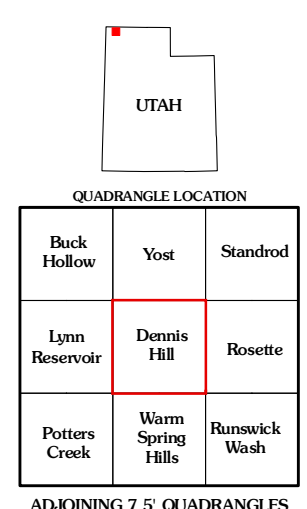 UTAH
QUADRANGLE LOCATION
Buck
Hollow
Yost
Standrod
Lynn
Reservoir
Dennis
Hill
Rosette
Potters
Creek
Warm
Spring
Hills
Runswick
Wash
ADJOINING 7.5' QUADRANGLES